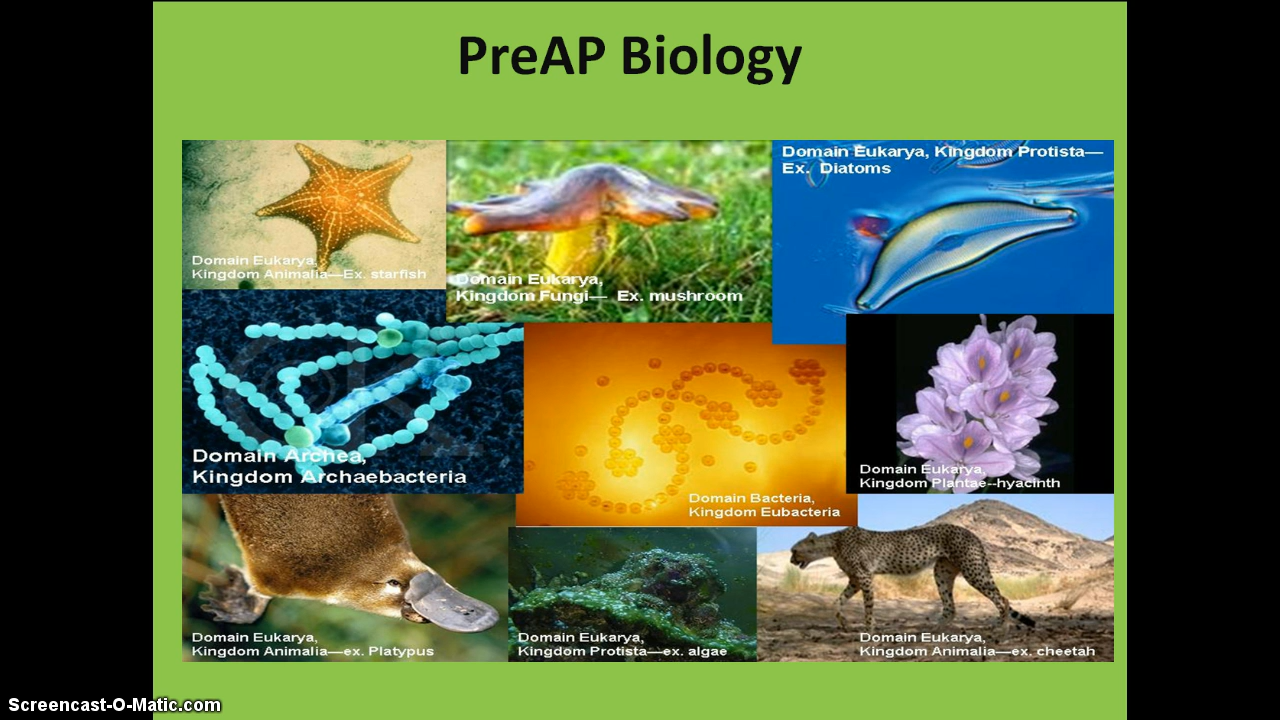 PreAP Biology
Domain Eukarya,
Kingdom Animalia—Ex. starfish
Domain Eukarya,
Kingdom Fungi— Ex. mushroom
Domain Eukarya, Kingdom Protista—
Ex. Diatoms
Domain Archea,
Kingdom Archaebacteria
Domain Bacteria,
Kingdom Eubacteria
Domain Eukarya,
Kingdom Plantae--hyacinth
Domain Eukarya,
Kingdom Animalia—ex. Platypus
Domain Eukarya,
Kingdom Protista—ex. algae
Domain Eukarya,
Kingdom Animalia—ex. cheetah
Screencast-O-Matic.com